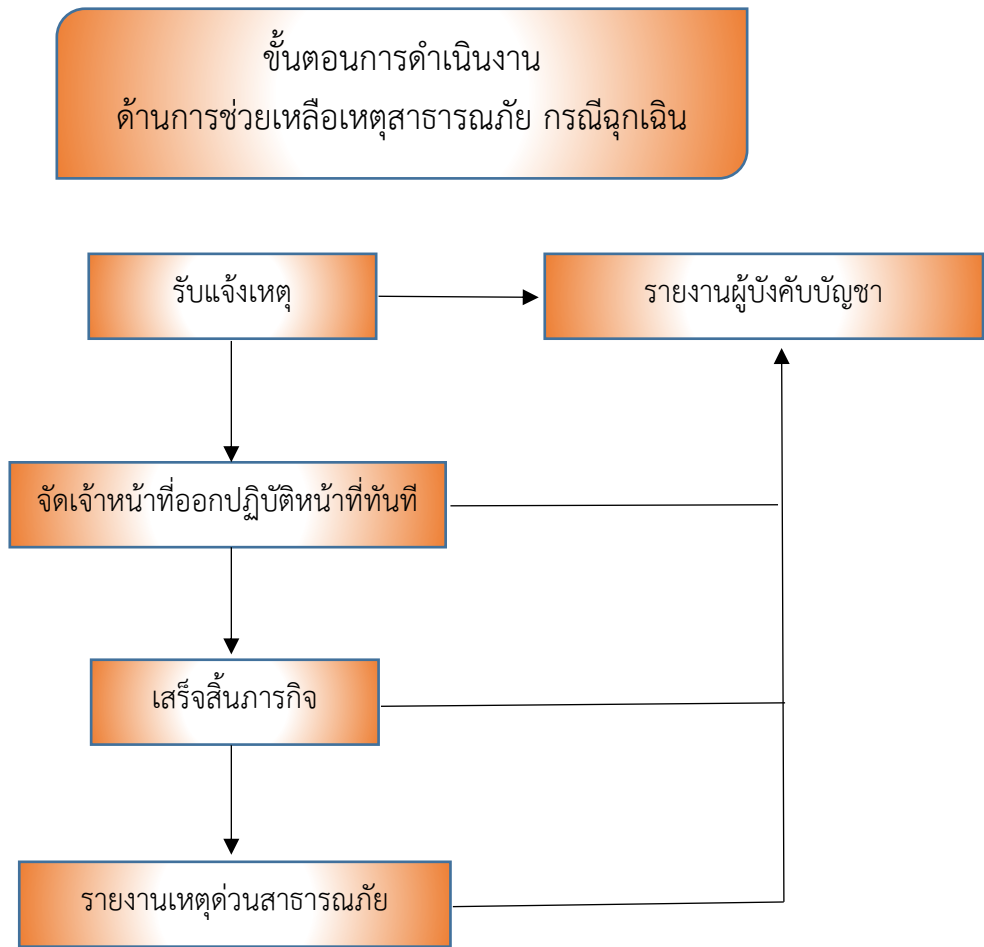 ขั้นตอนการดำเนินงาน
ด้านการช่วยเหลือเหตุสาธารณภัย กรณีฉุกเฉิน
รับแจ้งเหตุ
รายงานผู้บังคับบัญชา
จัดเจ้าหน้าที่ออกปฏิบัติหน้าที่ทันที
เสร็จสิ้นภารกิจ
รายงานเหตุด่วนสาธารณภัย